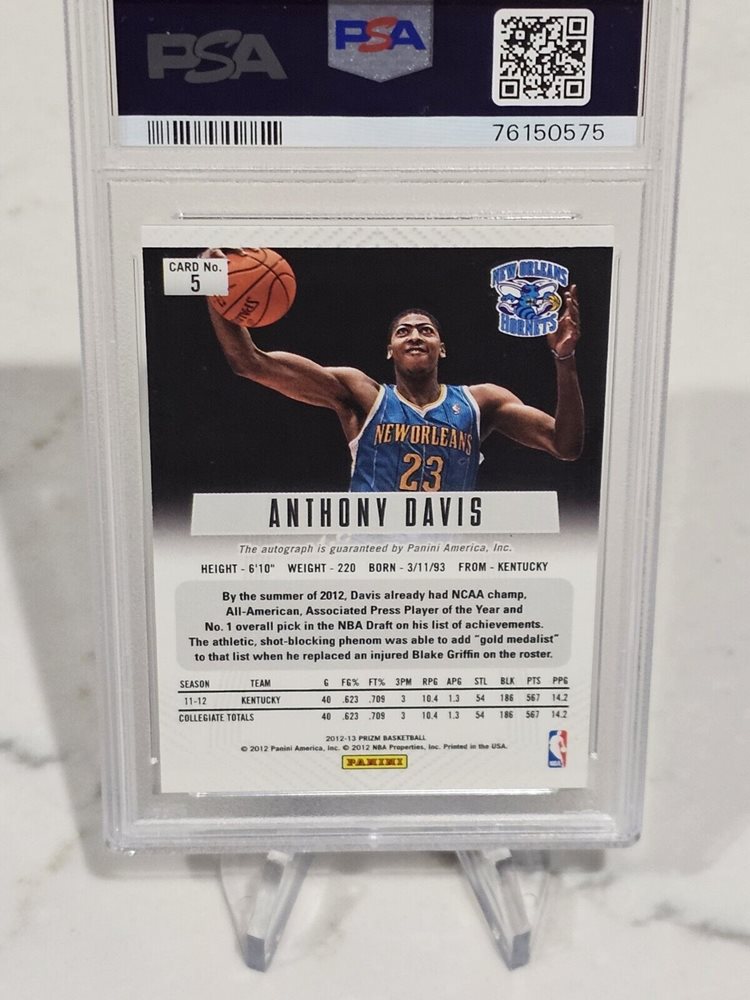 PSA
PSA
76150575
CARD No.
5
NEW ORLEANS
HORNETS
NEW ORLEANS
23
ANTHONY DAVIS
The autograph is guaranteed by Panini America, Inc.
HEIGHT - 6'10" WEIGHT - 220 BORN - 3/11/93 FROM - KENTUCKY
By the summer of 2012, Davis already had NCAA champ,
All-American, Associated Press Player of the Year and
No. 1 overall pick in the NBA Draft on his list of achievements.
The athletic, shot-blocking phenom was able to add "gold medalist"
to that list when he replaced an injured Blake Griffin on the roster.
SEASON TEAM G FG% FT% 3PM RPG APG STL BLK PTS PPG
11-12 KENTUCKY 40 .623 .709 3 10.4 1.3 54 186 567 14.2
COLLEGIATE TOTALS 40 .623 .709 3 10.4 1.3 54 186 567 14.2
2012-13 PRIZM BASKETBALL
© 2012 Panini America, Inc. © 2012 NBA Properties, Inc. Printed in the USA.
PANINI
NBA